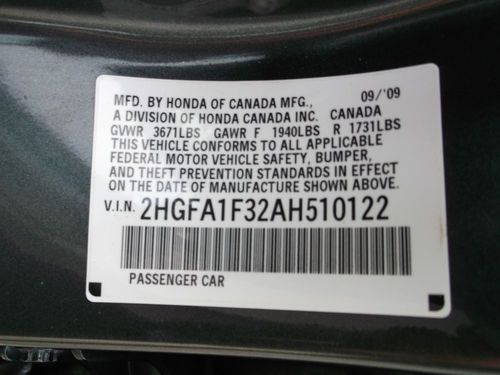 MFD. BY HONDA OF CANADA MFG., 09/'09
A DIVISION OF HONDA CANADA INC. CANADA
GVWR 3671LBS GAWR F 1940LBS R 1731LBS
THIS VEHICLE CONFORMS TO ALL APPLICABLE
FEDERAL MOTOR VEHICLE SAFETY, BUMPER,
AND THEFT PREVENTION STANDARDS IN EFFECT
ON THE DATE OF MANUFACTURE SHOWN ABOVE.
V.I.N. 2HGFA1F32AH510122
PASSENGER CAR